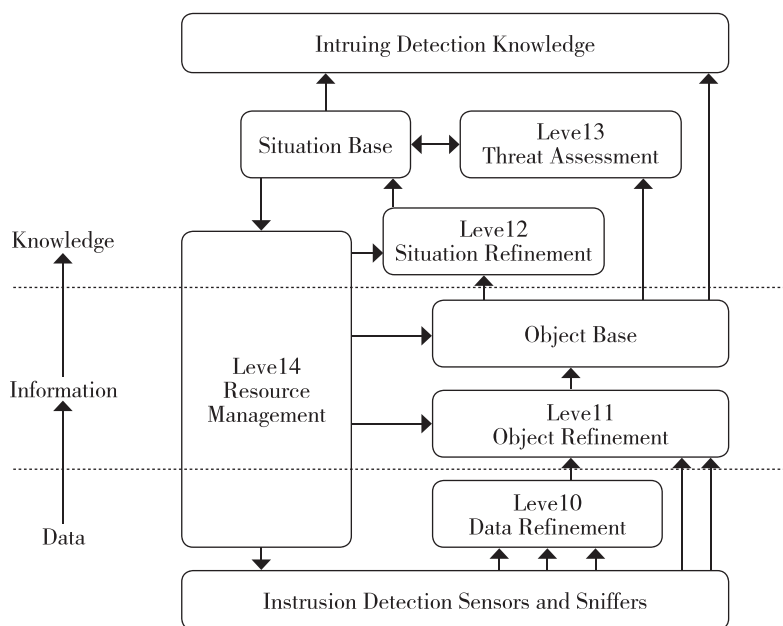 Intruing Detection Knowledge
Situation Base
Leve13
Threat Assessment
Knowledge
Leve12
Situation Refinement
Object Base
Leve14
Resource
Management
Information
Leve11
Object Refinement
Leve10
Data Refinement
Data
Instrusion Detection Sensors and Sniffers